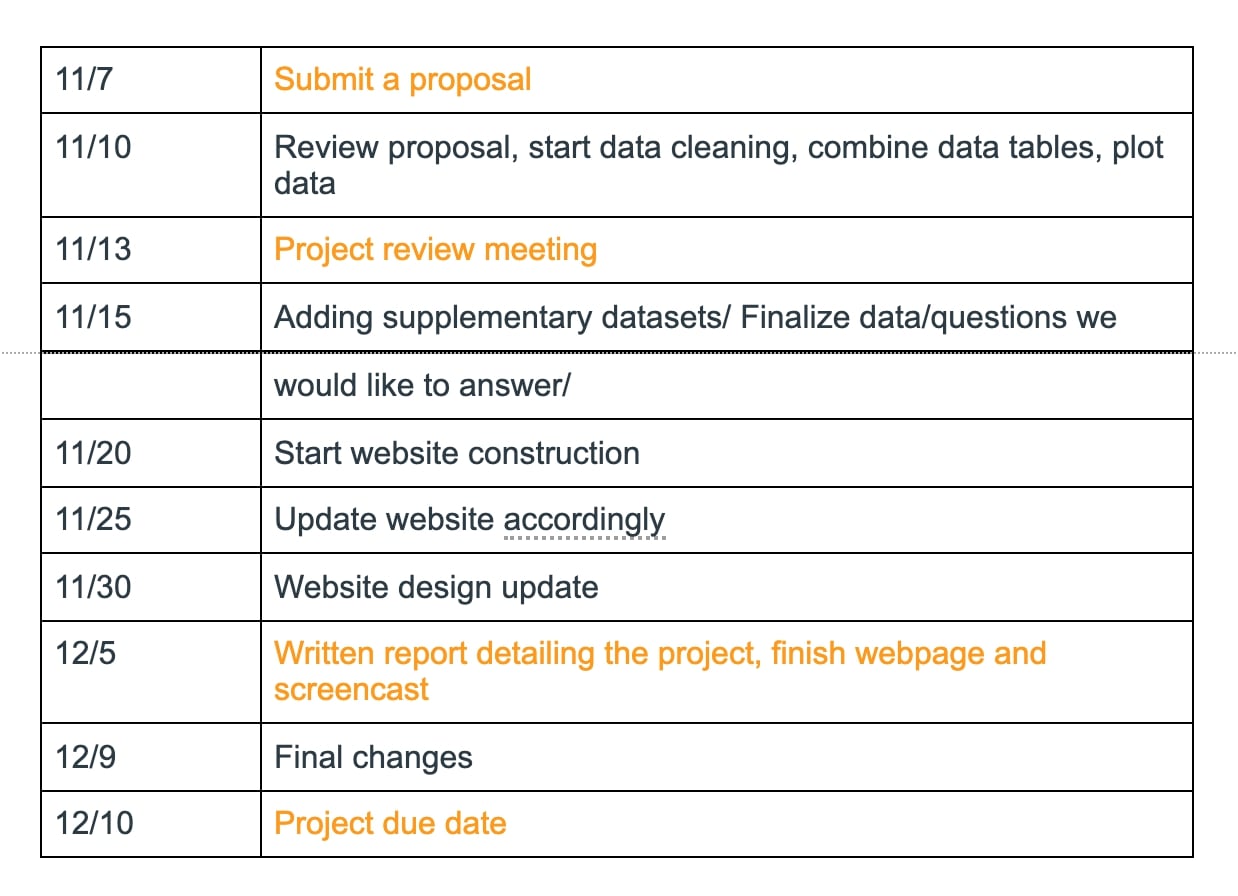 11/7 Submit a proposal
11/10 Review proposal, start data cleaning, combine data tables, plot
data
11/13 Project review meeting
11/15 Adding supplementary datasets/ Finalize data/questions we
would like to answer/
11/20 Start website construction
11/25 Update website accordingly
11/30 Website design update
12/5 Written report detailing the project, finish webpage and
screencast
12/9 Final changes
12/10 Project due date